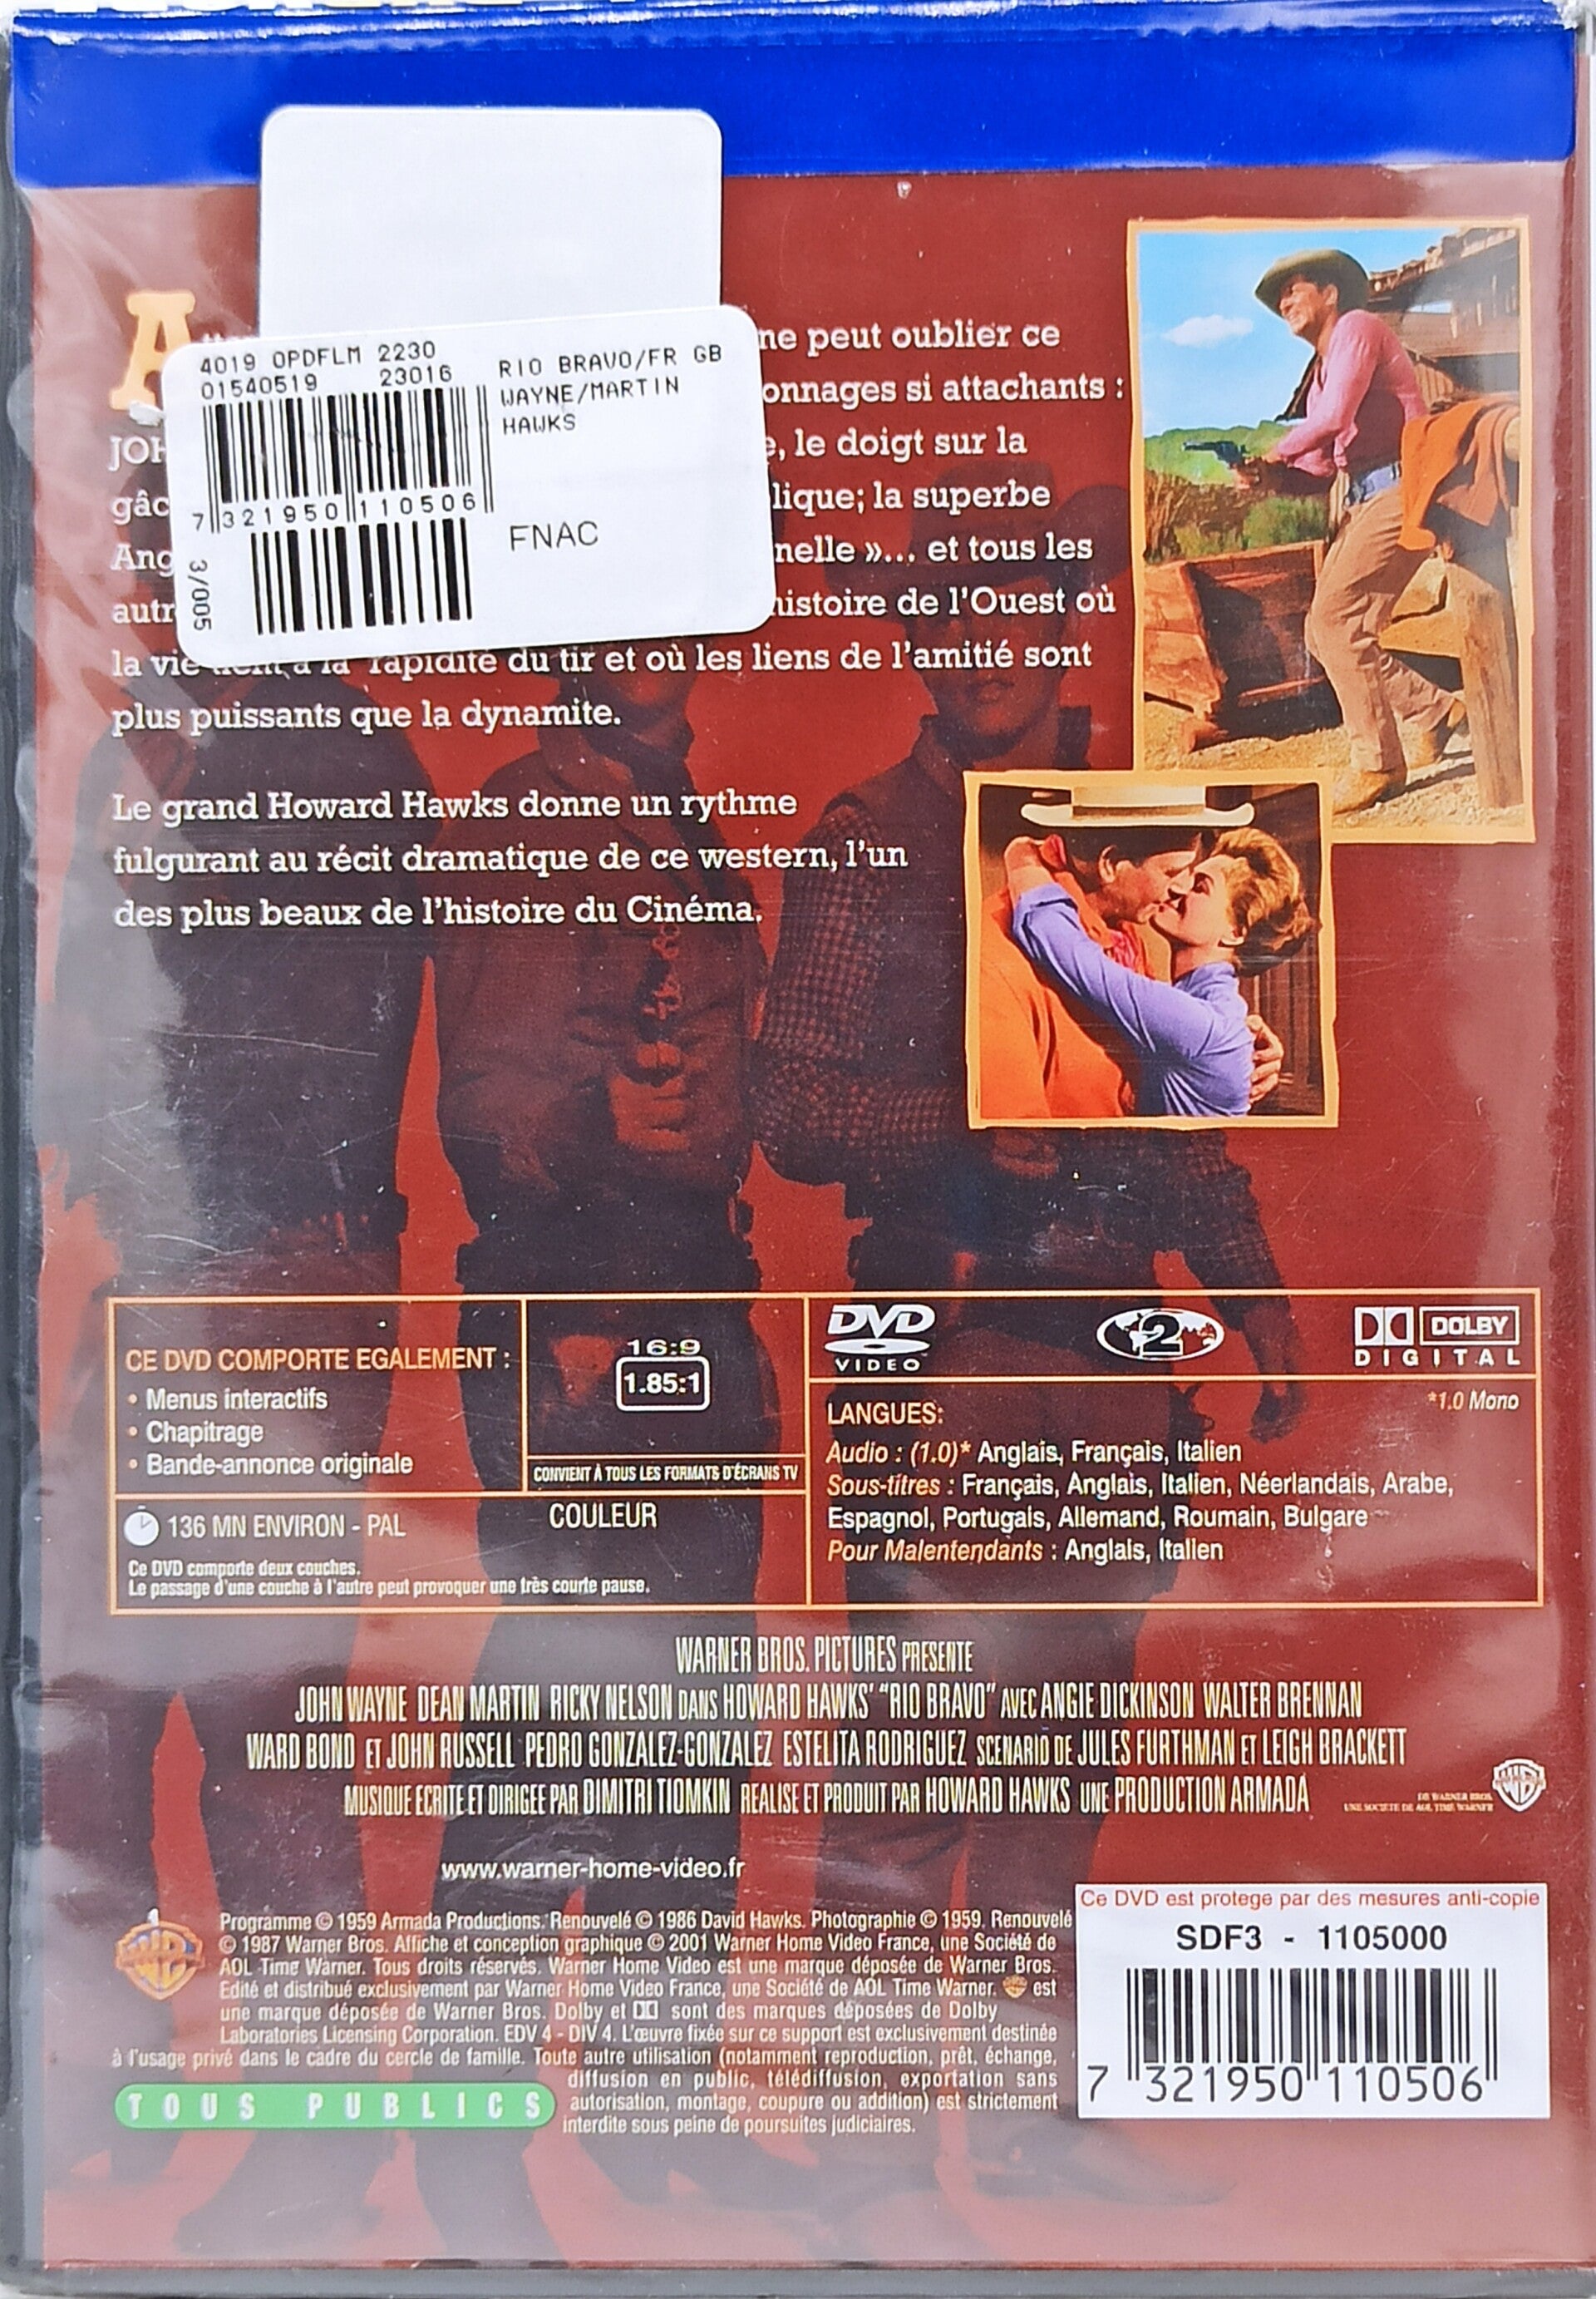 A
ne peut oublier ce
onnages si attachants :
JOH
, le doigt sur la
gâc
lique; la superbe
Ang
nelle »... et tous les
autr
histoire de l'Ouest où
la vie à la rapidité du tir et où les liens de l'amitié sont
plus puissants que la dynamite.
4019 OPDFLM 2230
01540519 23016
RIO BRAVO/FR GB
WAYNE/MARTIN
HAWKS
7 321950 110506
FNAC
3/005
Le grand Howard Hawks donne un rythme
fulgurant au récit dramatique de ce western, l'un
des plus beaux de l'histoire du Cinéma.
CE DVD COMPORTE EGALEMENT :
• Menus interactifs
• Chapitrage
• Bande-annonce originale
16:9
1.85:1
CONVIENT À TOUS LES FORMATS D'ÉCRANS TV
136 MN ENVIRON - PAL
COULEUR
Ce DVD comporte deux couches.
Le passage d'une couche à l'autre peut provoquer une très courte pause.
DVD
VIDEO
2
DOLBY
DIGITAL
*1.0 Mono
LANGUES:
Audio : (1.0)* Anglais, Français, Italien
Sous-titres : Français, Anglais, Italien, Néerlandais, Arabe,
Espagnol, Portugais, Allemand, Roumain, Bulgare
Pour Malentendants : Anglais, Italien
WARNER BROS. PICTURES PRESENTE
JOHN WAYNE DEAN MARTIN RICKY NELSON DANS HOWARD HAWKS' "RIO BRAVO" AVEC ANGIE DICKINSON WALTER BRENNAN
WARD BOND ET JOHN RUSSELL PEDRO GONZALEZ-GONZALEZ ESTELITA RODRIGUEZ SCENARIO DE JULES FURTHMAN ET LEIGH BRACKETT
MUSIQUE ECRITE ET DIRIGEE PAR DIMITRI TIOMKIN REALISE ET PRODUIT PAR HOWARD HAWKS UNE PRODUCTION ARMADA
DE WARNER BROS.
UNE SOCIETE DE AOL TIME WARNER
www.warner-home-video.fr
Programme © 1959 Armada Productions. Renouvelé © 1986 David Hawks. Photographie © 1959. Renouvelé
© 1987 Warner Bros. Affiche et conception graphique © 2001 Warner Home Video France, une Société de
AOL Time Warner. Tous droits réservés. Warner Home Video est une marque déposée de Warner Bros.
Edité et distribué exclusivement par Warner Home Video France, une Société de AOL Time Warner. est
une marque déposée de Warner Bros. Dolby et sont des marques déposées de Dolby
Laboratories Licensing Corporation. EDV 4 - DIV 4. L'œuvre fixée sur ce support est exclusivement destinée
à l'usage privé dans le cadre du cercle de famille. Toute autre utilisation (notamment reproduction, prêt, échange,
diffusion en public, télédiffusion, exportation sans
autorisation, montage, coupure ou addition) est strictement
interdite sous peine de poursuites judiciaires.
TOUS PUBLICS
Ce DVD est protege par des mesures anti-copie
SDF3 - 1105000
7 321950 110506